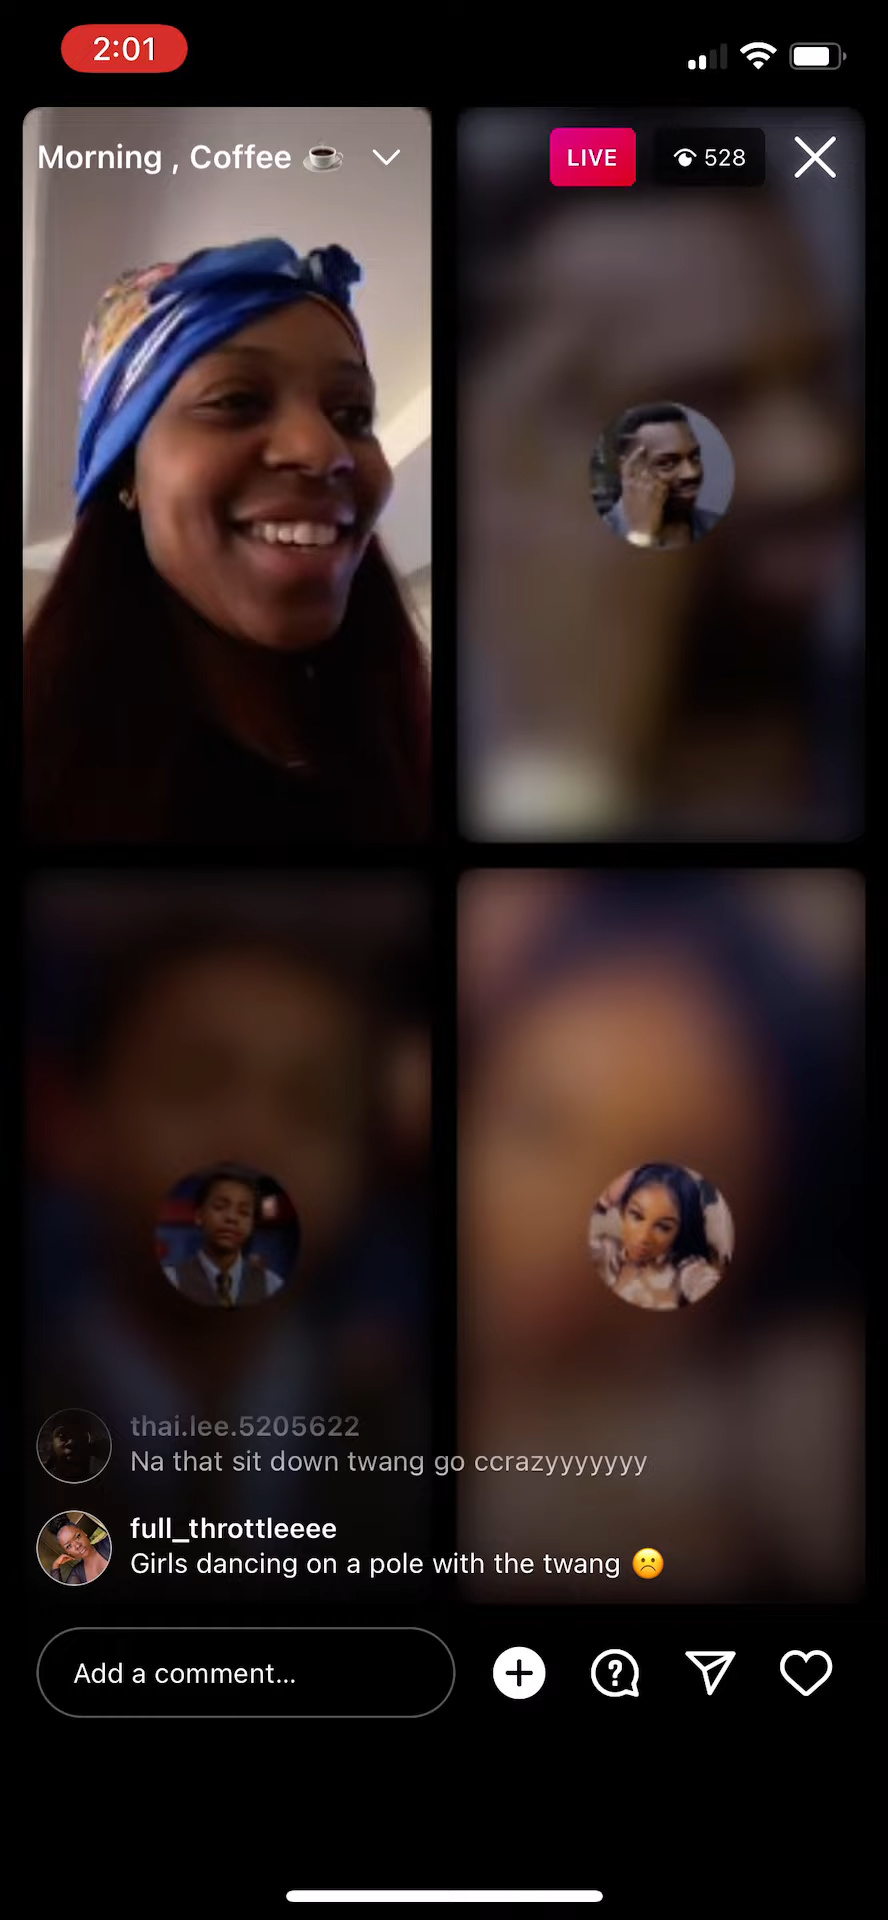 2:01
Morning , Coffee ☕
LIVE
528
thai.lee.5205622
Na that sit down twang go ccrazyyyyyyy
full_throttleeee
Girls dancing on a pole with the twang ☹️
Add a comment...